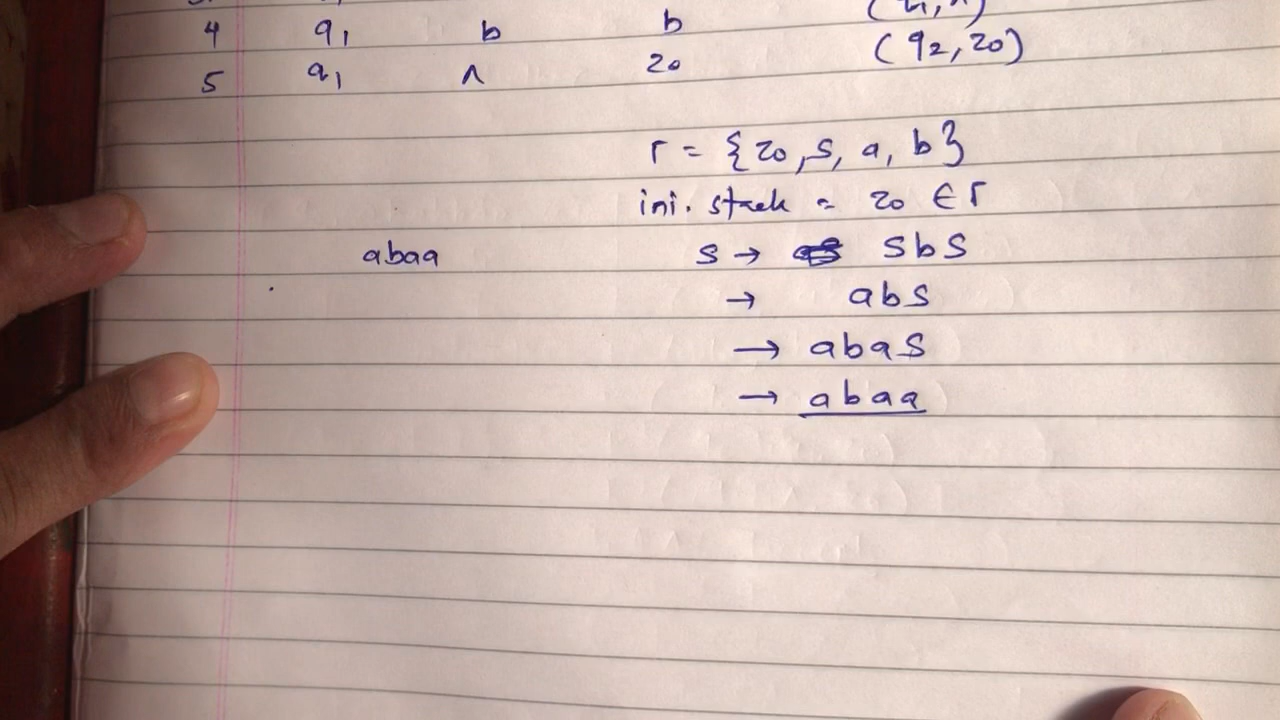 4 q1 b b
5 q1 Λ z0 (q2, z0)
Γ = {z0, s, a, b}
ini. stack = z0 ∈ Γ
abaa s → sbs
→ abs
→ abas
→ abaa